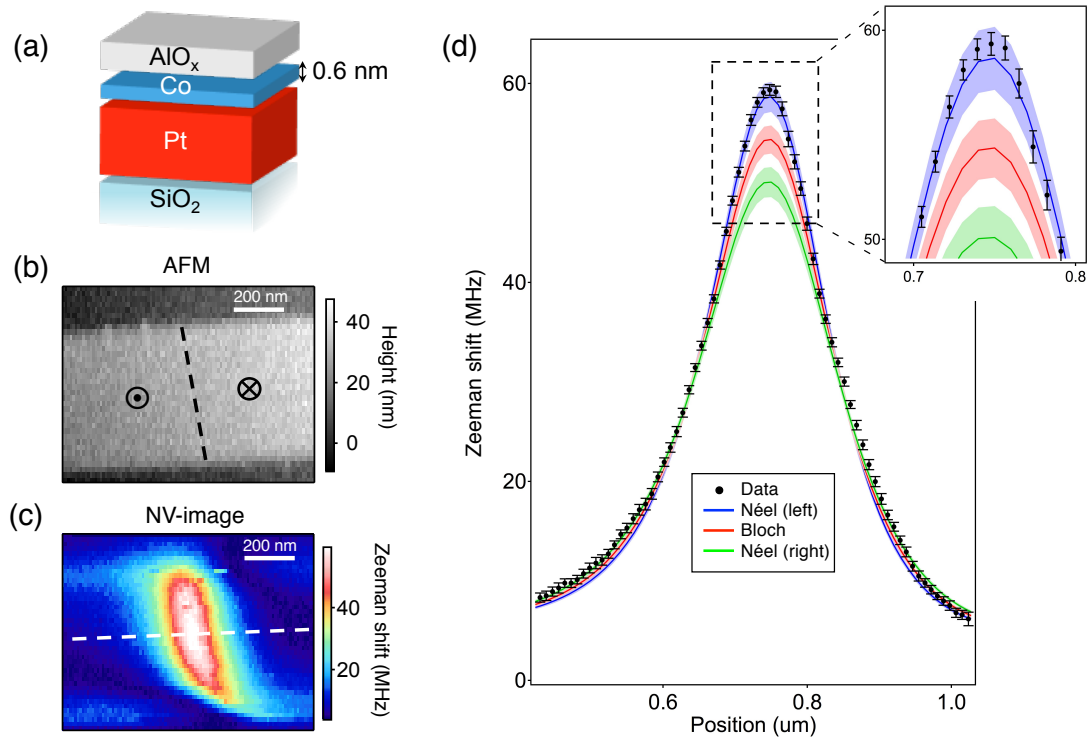 (a)
AlOx
Co
0.6 nm
Pt
SiO2
(b)
AFM
200 nm
40
20
0
Height (nm)
(c)
NV-image
200 nm
40
20
Zeeman shift (MHz)
(d)
60
40
20
0
Zeeman shift (MHz)
0.6
0.8
1.0
Position (um)
Data
Néel (left)
Bloch
Néel (right)
60
50
0.7
0.8